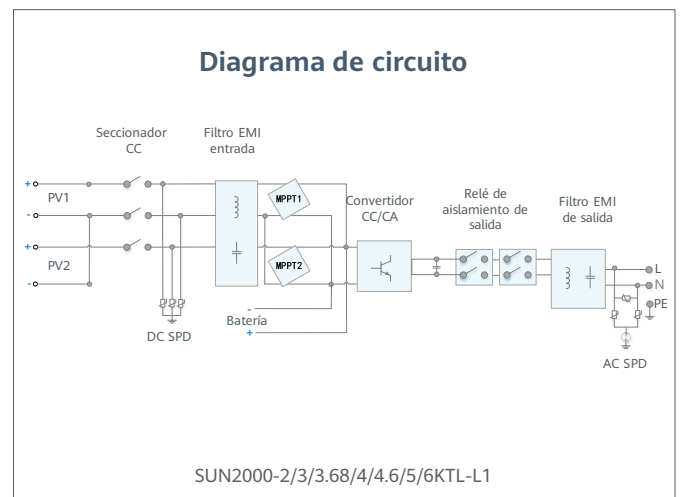 Diagrama de circuito
Seccionador
CC
Filtro EMI
entrada
Convertidor
CC/CA
Relé de
aislamiento de
salida
Filtro EMI
de salida
+
PV1
-
+
PV2
-
MPPT1
MPPT2
-
Batería
+
DC SPD
L
N
PE
AC SPD
SUN2000-2/3/3.68/4/4.6/5/6KTL-L1